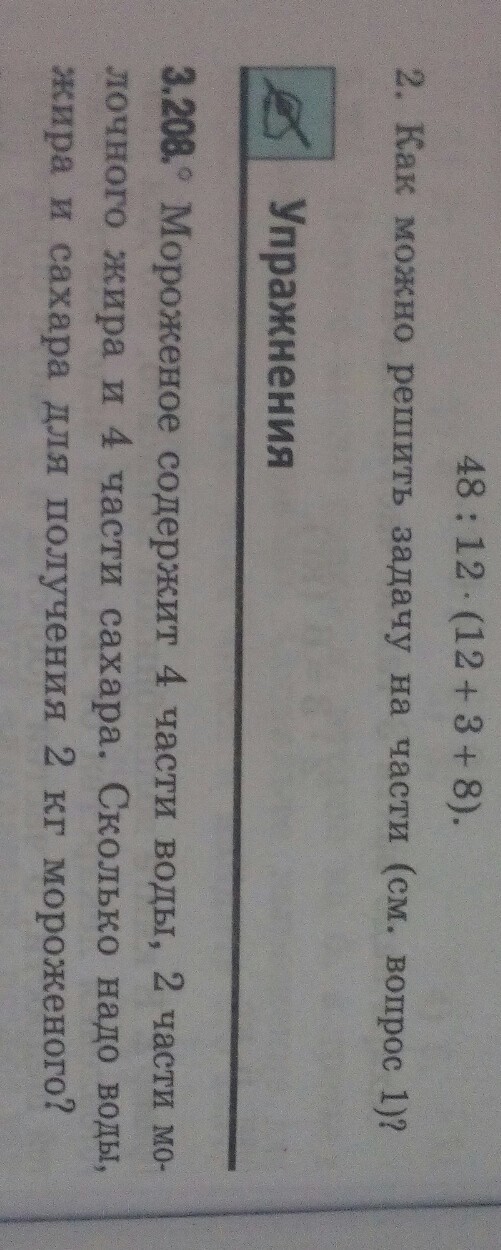 48 : 12 · (12 + 3 + 8).
2. Как можно решить задачу на части (см. вопрос 1)?
Упражнения
3.208.° Мороженое содержит 4 части воды, 2 части мо-
лочного жира и 4 части сахара. Сколько надо воды,
жира и сахара для получения 2 кг мороженого?